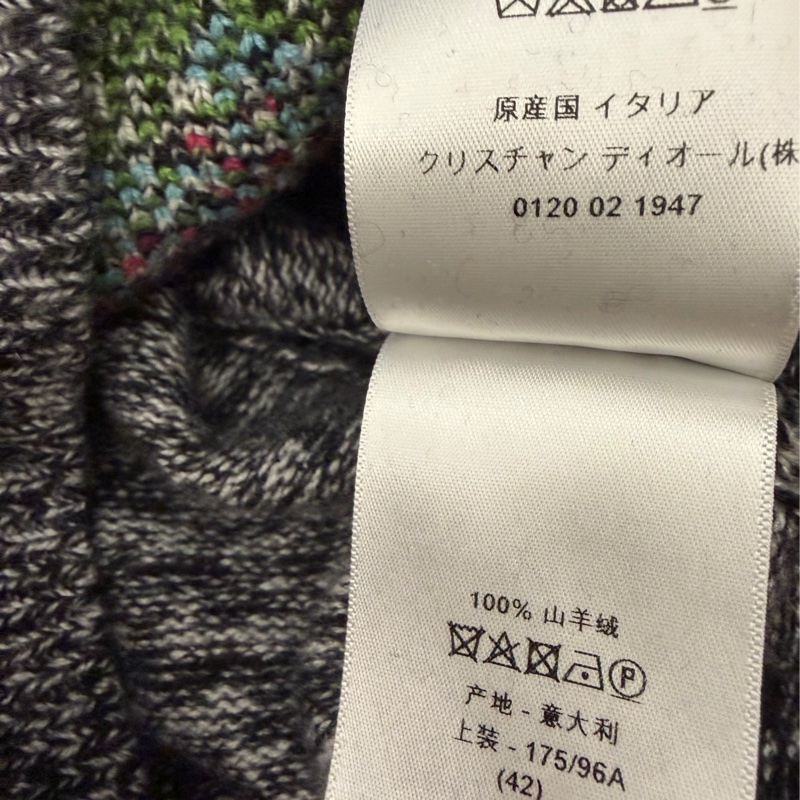 原産国 イタリア
クリスチャン ディオール(株
0120 02 1947
100% 山羊绒
P
产地 - 意大利
上装 - 175/96A
(42)